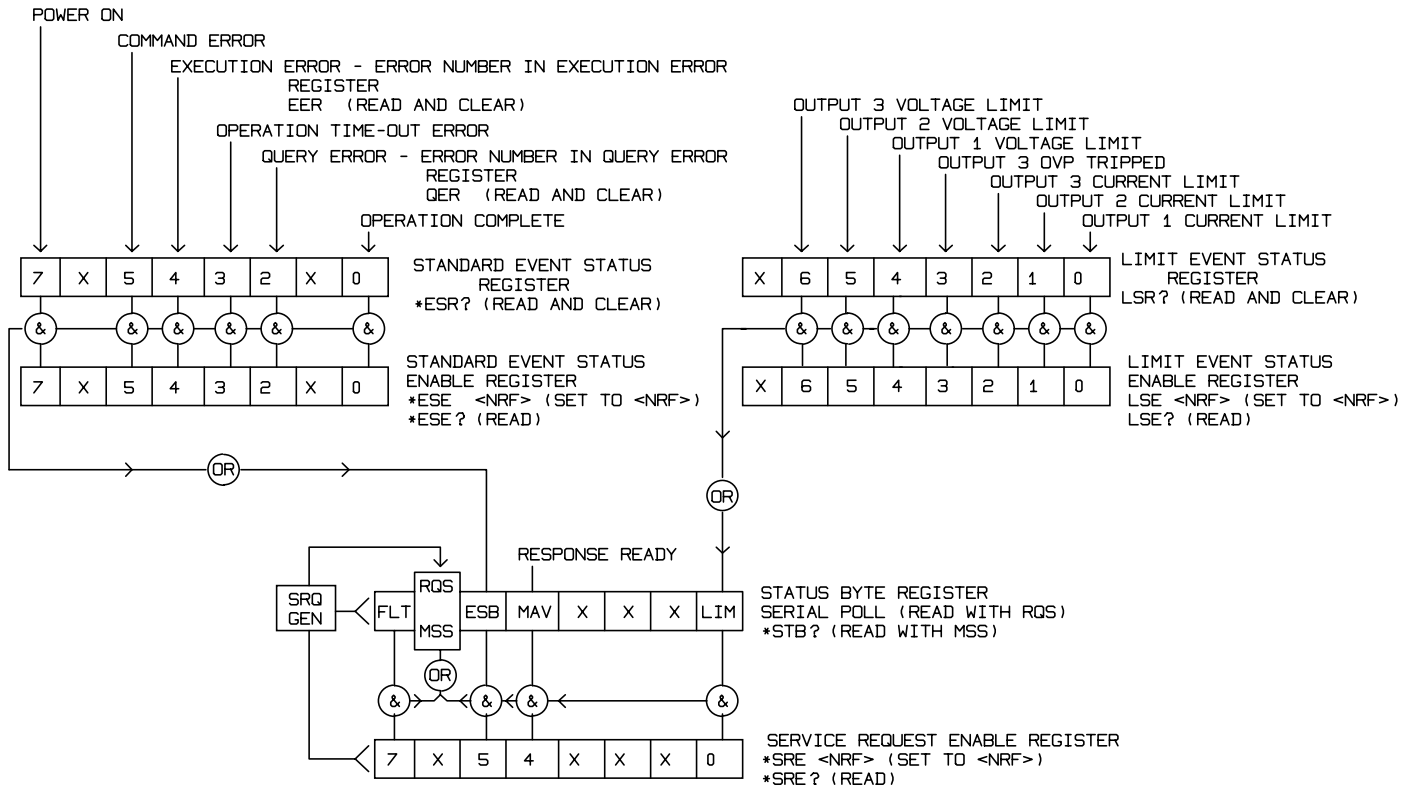 POWER ON
COMMAND ERROR
EXECUTION ERROR - ERROR NUMBER IN EXECUTION ERROR
REGISTER
EER (READ AND CLEAR)
OPERATION TIME-OUT ERROR
QUERY ERROR - ERROR NUMBER IN QUERY ERROR
REGISTER
QER (READ AND CLEAR)
OPERATION COMPLETE
7 X 5 4 3 2 X 0
STANDARD EVENT STATUS
REGISTER
*ESR? (READ AND CLEAR)
& & & & & &
7 X 5 4 3 2 X 0
STANDARD EVENT STATUS
ENABLE REGISTER
*ESE <NRF> (SET TO <NRF>)
*ESE? (READ)
OUTPUT 3 VOLTAGE LIMIT
OUTPUT 2 VOLTAGE LIMIT
OUTPUT 1 VOLTAGE LIMIT
OUTPUT 3 OVP TRIPPED
OUTPUT 3 CURRENT LIMIT
OUTPUT 2 CURRENT LIMIT
OUTPUT 1 CURRENT LIMIT
X 6 5 4 3 2 1 0
LIMIT EVENT STATUS
REGISTER
LSR? (READ AND CLEAR)
& & & & & & &
X 6 5 4 3 2 1 0
LIMIT EVENT STATUS
ENABLE REGISTER
LSE <NRF> (SET TO <NRF>)
LSE? (READ)
OR
OR
RESPONSE READY
SRQ
GEN
FLT RQS MSS ESB MAV X X X LIM
STATUS BYTE REGISTER
SERIAL POLL (READ WITH RQS)
*STB? (READ WITH MSS)
OR
& & & &
7 X 5 4 X X X 0
SERVICE REQUEST ENABLE REGISTER
*SRE <NRF> (SET TO <NRF>)
*SRE? (READ)